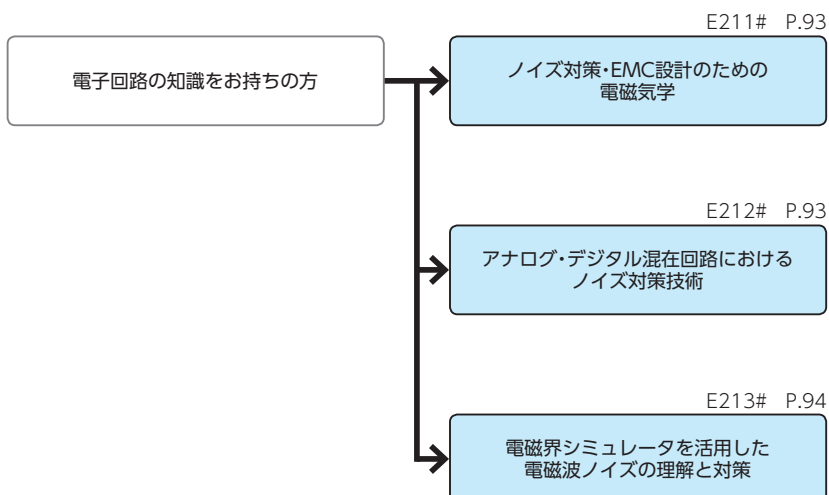 E211# P.93
電子回路の知識をお持ちの方
ノイズ対策・EMC設計のための
電磁気学
E212# P.93
アナログ・デジタル混在回路における
ノイズ対策技術
E213# P.94
電磁界シミュレータを活用した
電磁波ノイズの理解と対策